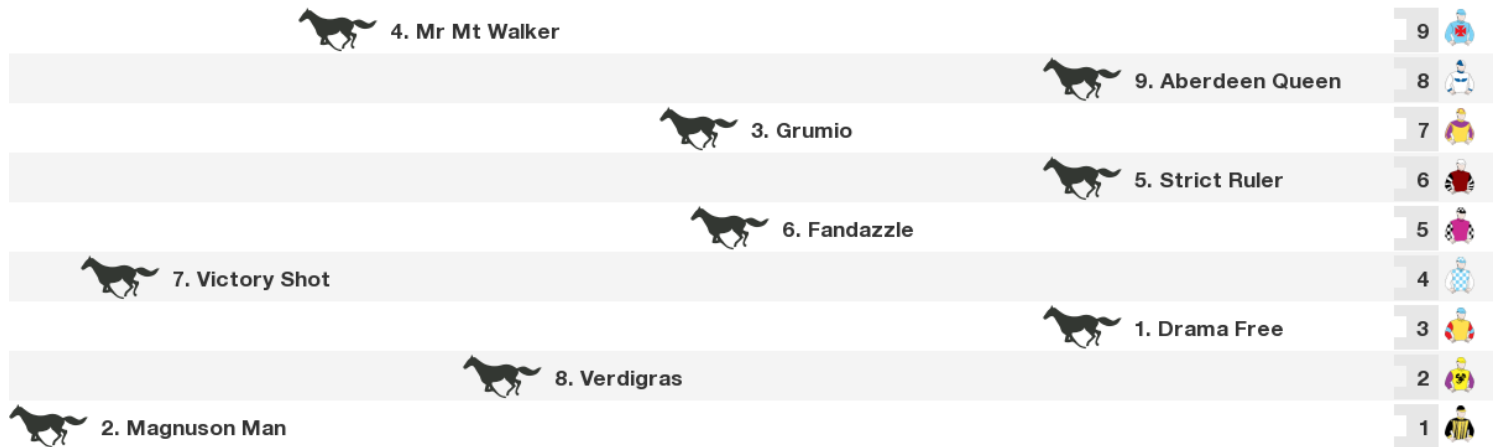 4. Mr Mt Walker 9
9. Aberdeen Queen 8
3. Grumio 7
5. Strict Ruler 6
6. Fandazzle 5
7. Victory Shot 4
1. Drama Free 3
8. Verdigras 2
2. Magnuson Man 1